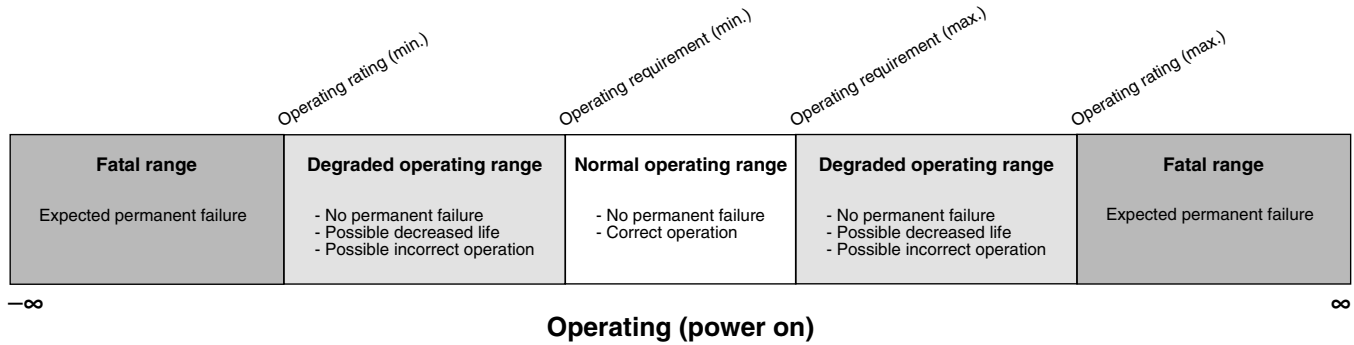 Operating rating (min.)
Operating requirement (min.)
Operating requirement (max.)
Operating rating (max.)
Fatal range
Expected permanent failure
Degraded operating range
- No permanent failure
- Possible decreased life
- Possible incorrect operation
Normal operating range
- No permanent failure
- Correct operation
Degraded operating range
- No permanent failure
- Possible decreased life
- Possible incorrect operation
Fatal range
Expected permanent failure
–∞
∞
Operating (power on)